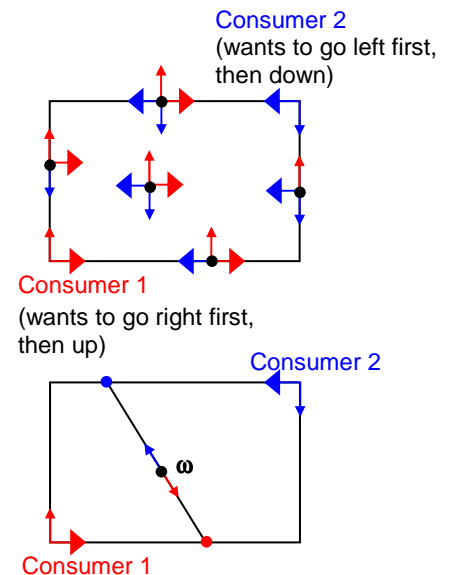 Consumer 2
(wants to go left first,
then down)
Consumer 1
(wants to go right first,
then up)
Consumer 2
ω
Consumer 1